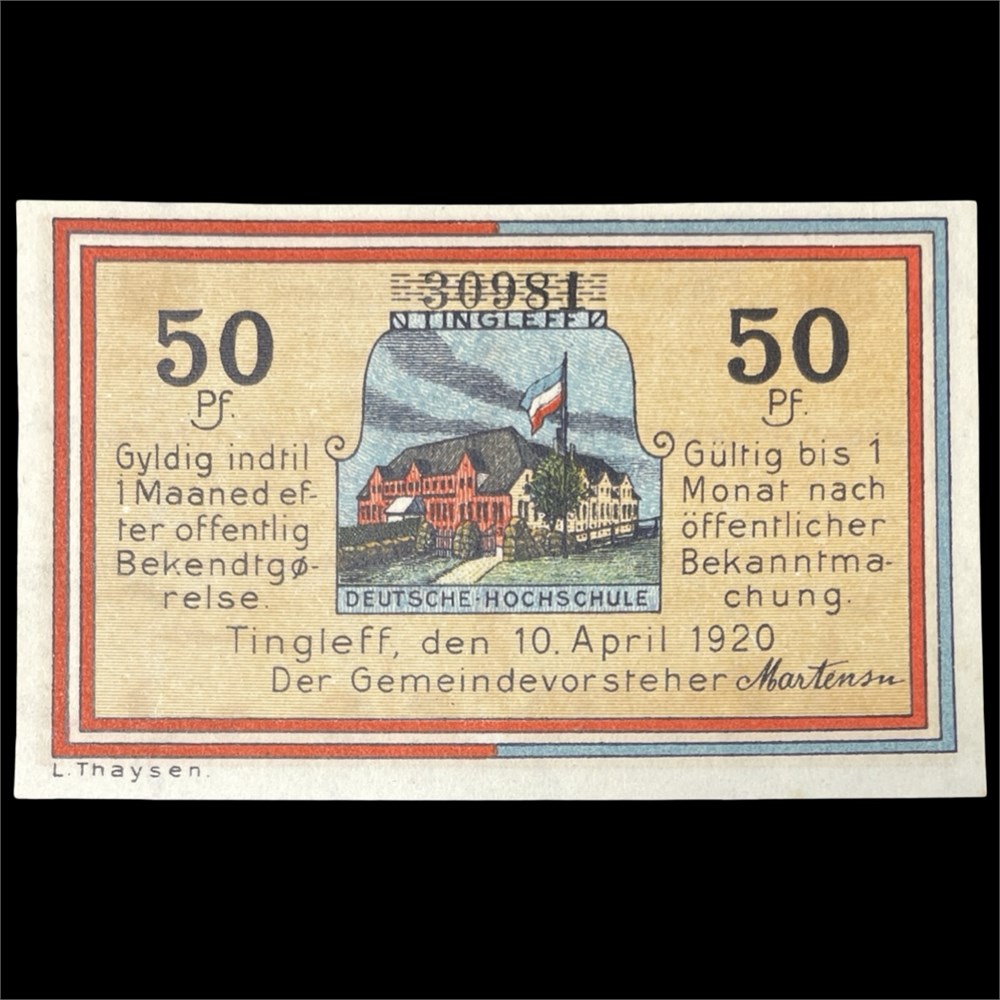 30981
TINGLEFF
50
Pf.
Gyldig indtil
1 Maaned ef-
ter offentlig
Bekendtgø-
relse.
50
Pf.
Gültig bis 1
Monat nach
öffentlicher
Bekanntma-
chung.
DEUTSCHE-HOCHSCHULE
Tingleff, den 10. April 1920
Der Gemeindevorsteher Martensn
L. Thaysen.